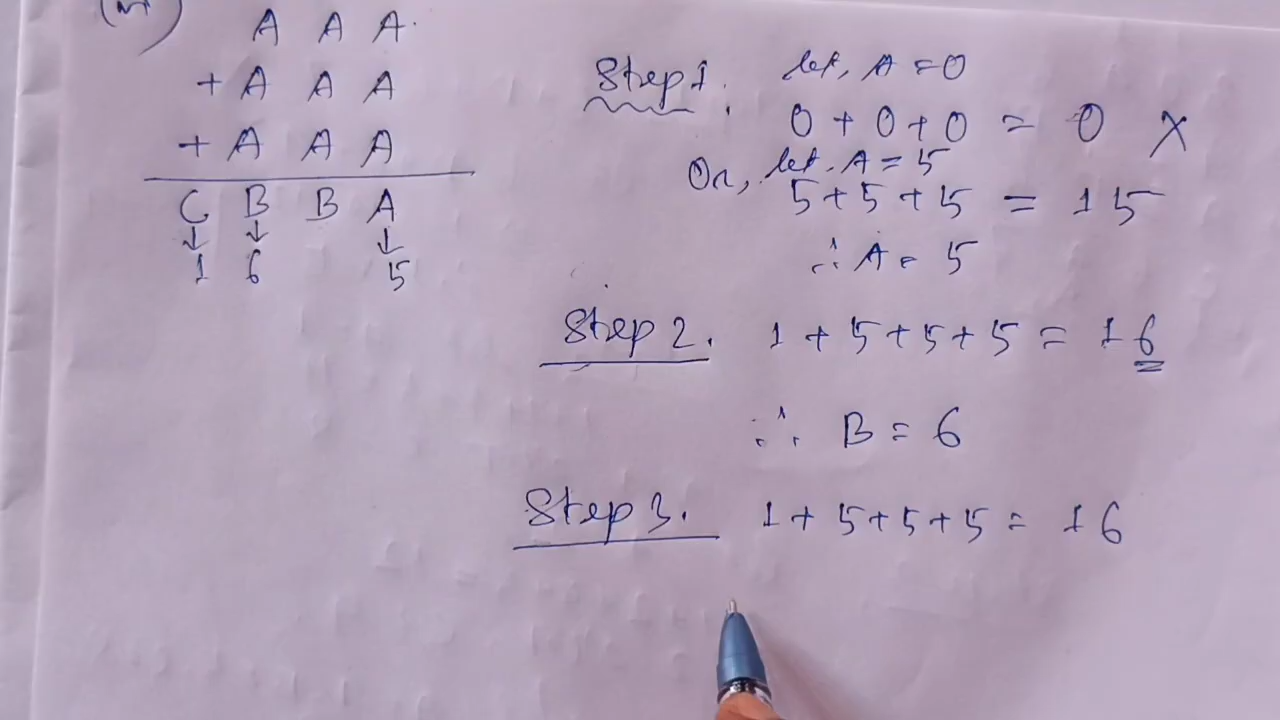 A A A
+ A A A
+ A A A
C B B A
↓ ↓ ↓
1 6 5
Step 1. let, A = 0
0 + 0 + 0 = 0 X
Or, let. A = 5
5 + 5 + 5 = 15
∴ A = 5
Step 2. 1 + 5 + 5 + 5 = 16
∴ B = 6
Step 3. 1 + 5 + 5 + 5 = 16